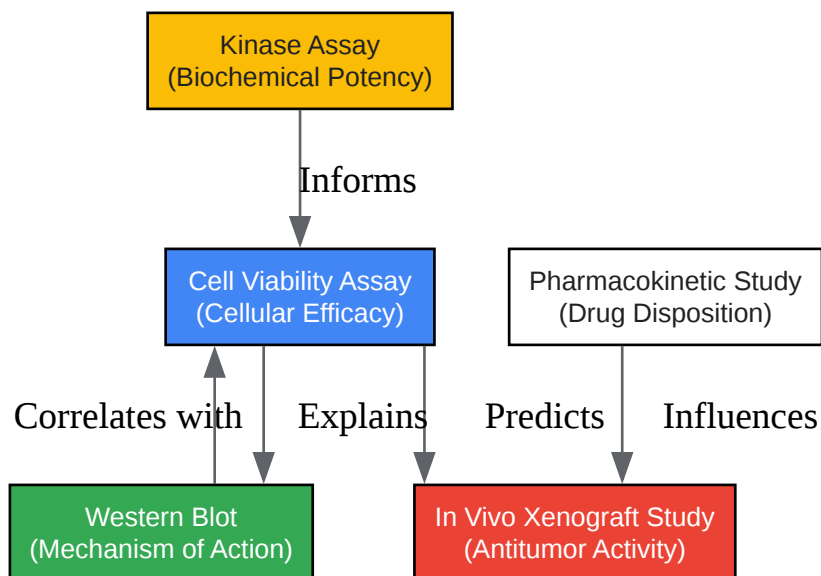 Kinase Assay
(Biochemical Potency)
Informs
Cell Viability Assay
(Cellular Efficacy)
Pharmacokinetic Study
(Drug Disposition)
Correlates with
Explains
Predicts
Influences
Western Blot
(Mechanism of Action)
In Vivo Xenograft Study
(Antitumor Activity)